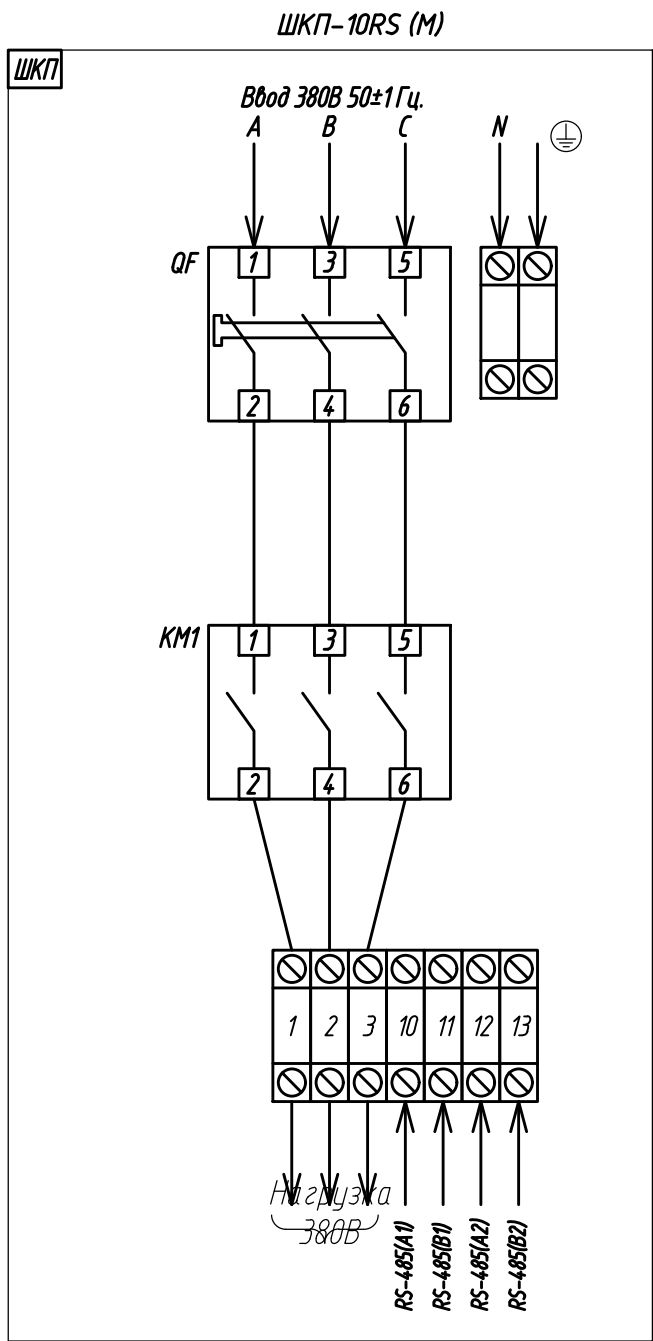 ШКП-10RS (М)
ШКП
Ввод 380В 50±1 Гц.
A B C N
QF 1 3 5
2 4 6
KM1 1 3 5
2 4 6
1 2 3 10 11 12 13
Нагрузка
380В
RS-485(A1)
RS-485(B1)
RS-485(A2)
RS-485(B2)